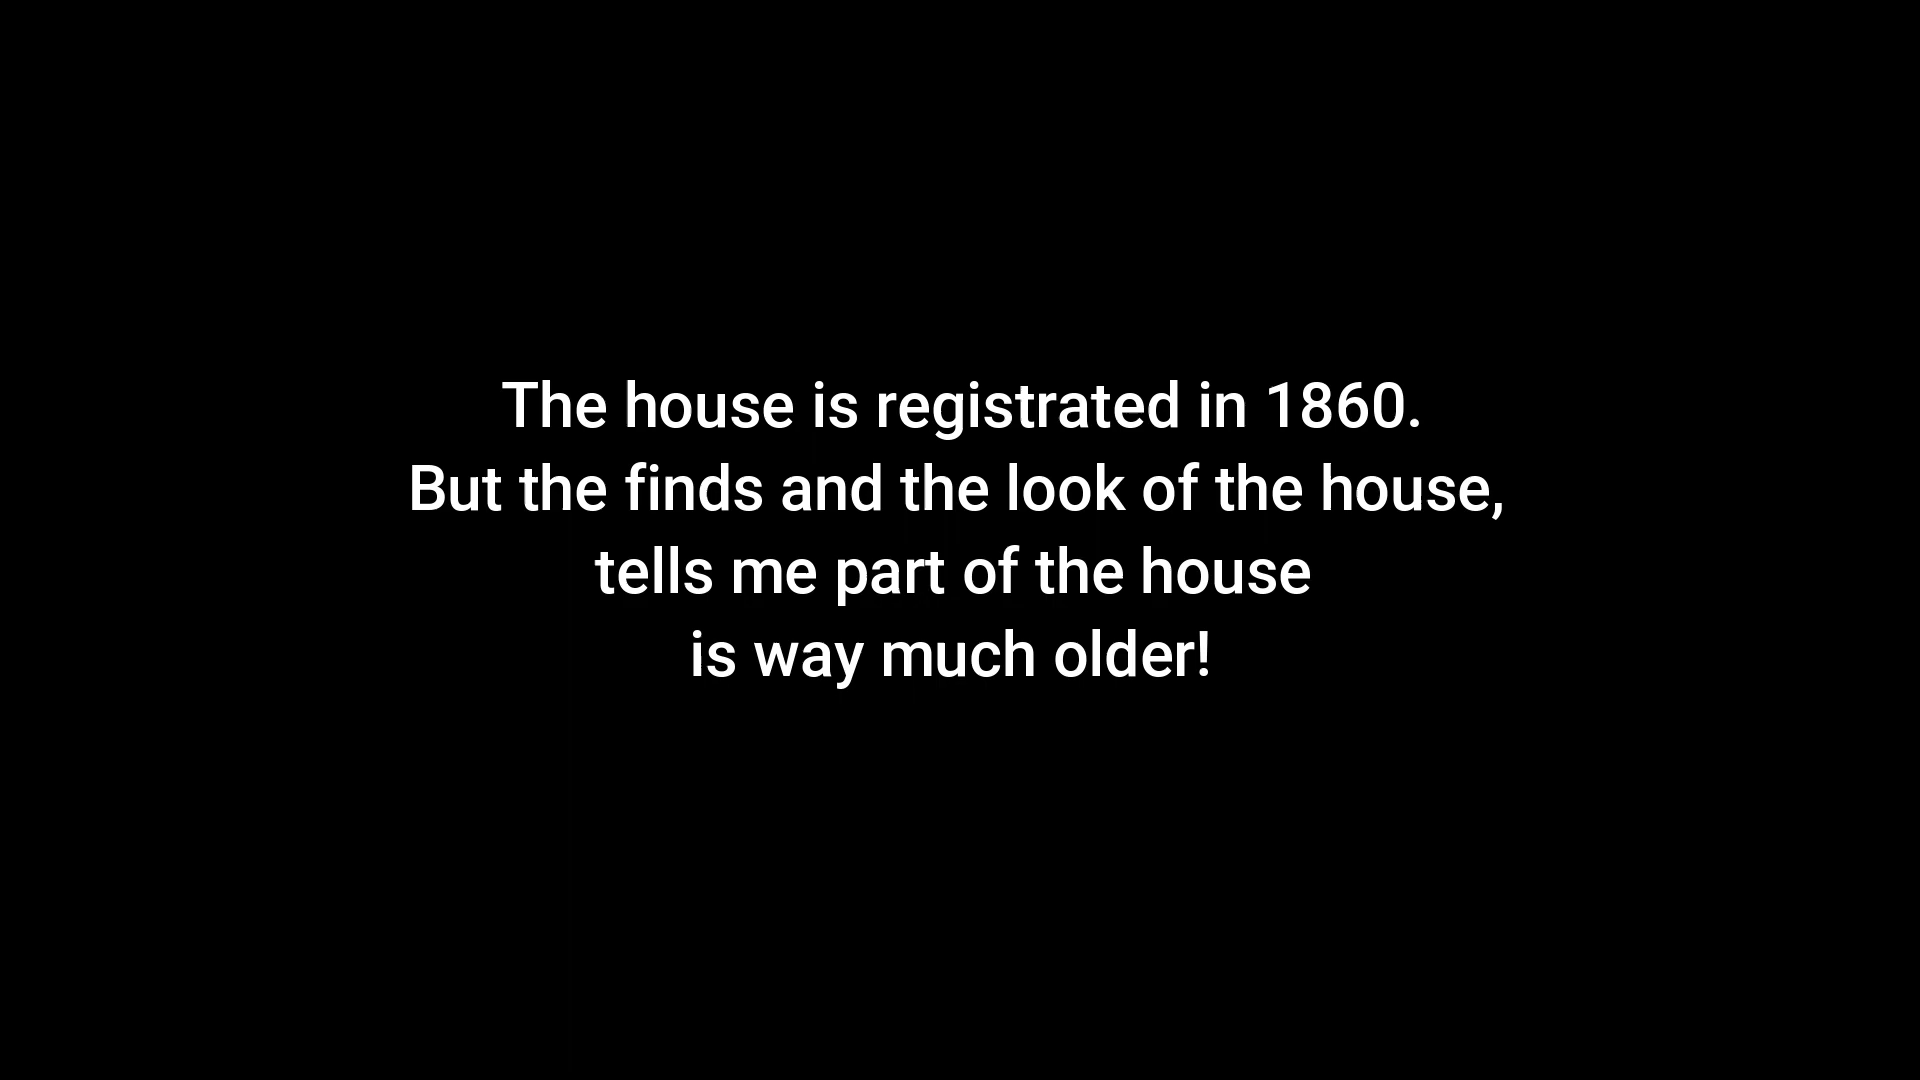 The house is registrated in 1860.
But the finds and the look of the house,
tells me part of the house
is way much older!